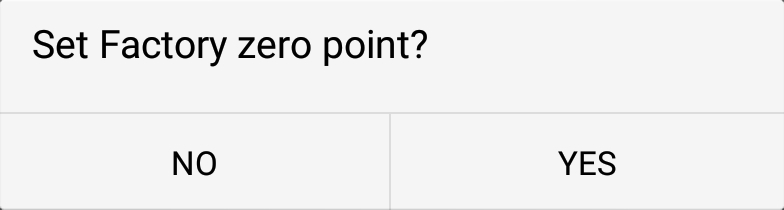 Set Factory zero point?
NO
YES